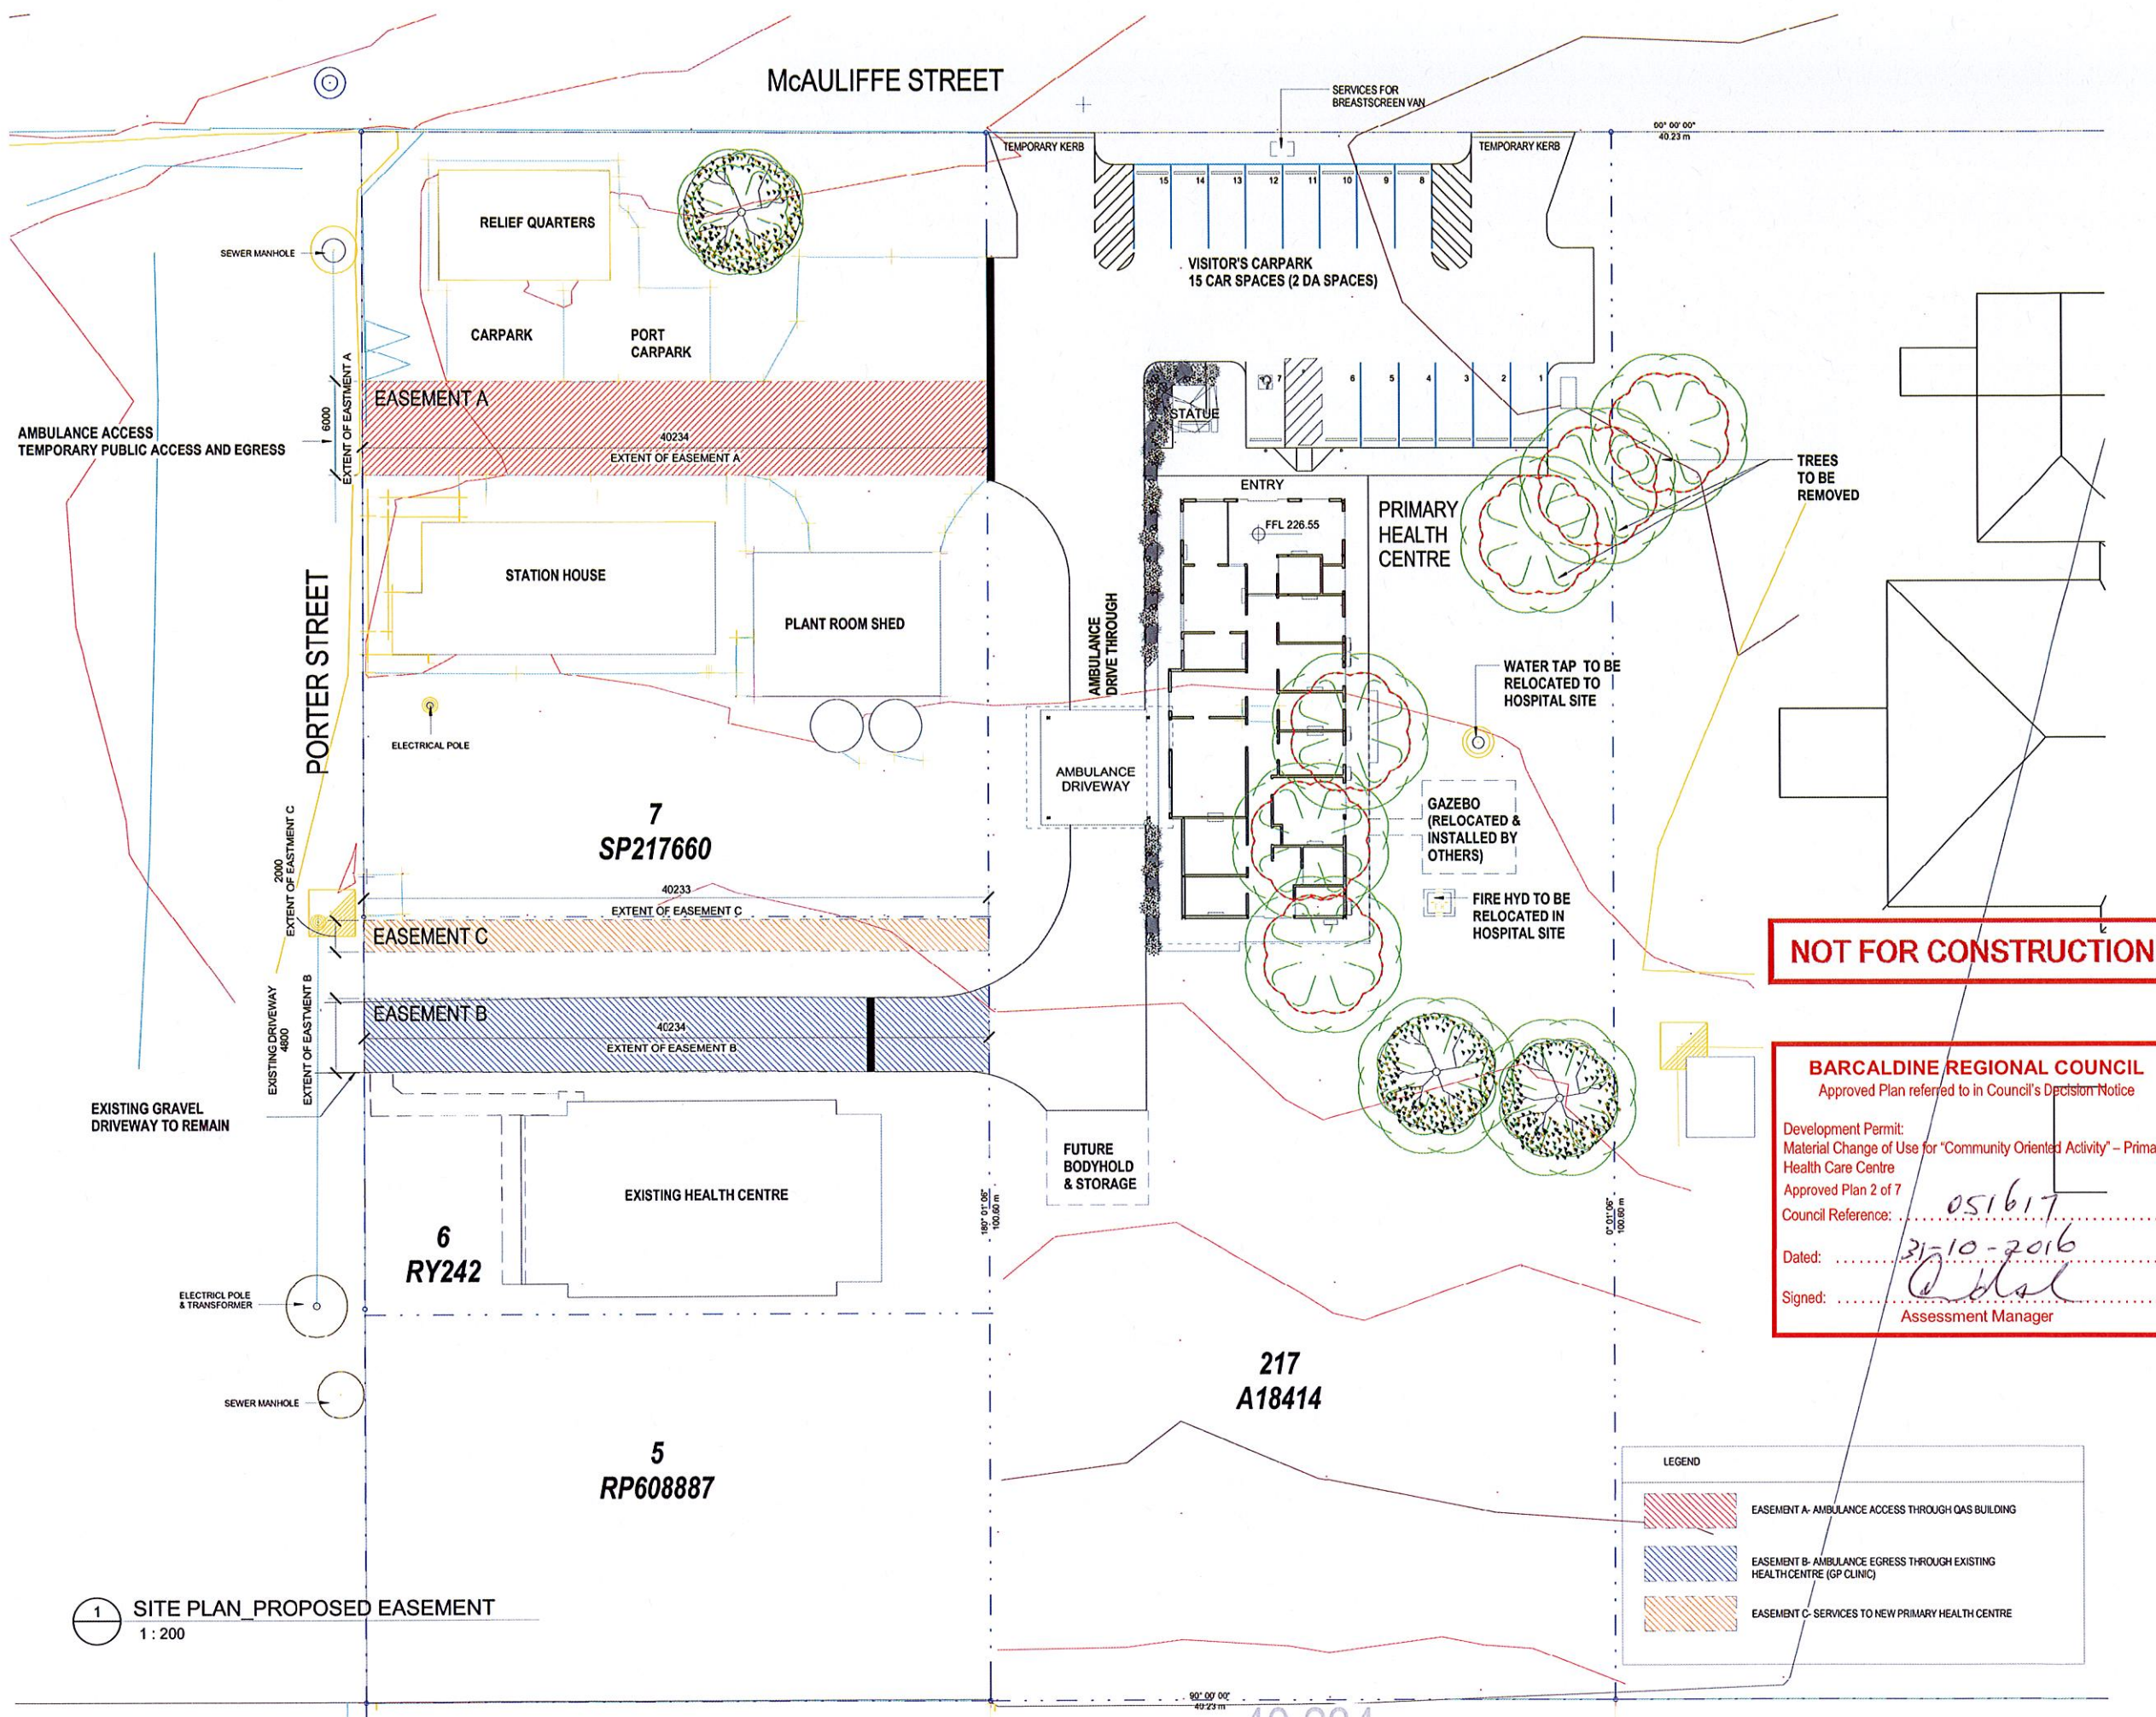 McAULIFFE STREET
SERVICES FOR
BREASTSCREEN VAN
00° 00' 00"
40.23 m
TEMPORARY KERB
TEMPORARY KERB
15 14 13 12 11 10 9 8
RELIEF QUARTERS
SEWER MANHOLE
VISITOR'S CARPARK
15 CAR SPACES (2 DA SPACES)
CARPARK
PORT
CARPARK
7 6 5 4 3 2 1
EASEMENT A
6000
EXTENT OF EASTMENT A
STATUE
AMBULANCE ACCESS
TEMPORARY PUBLIC ACCESS AND EGRESS
40234
EXTENT OF EASEMENT A
TREES
TO BE
REMOVED
ENTRY
FFL 226.55
PRIMARY
HEALTH
CENTRE
STATION HOUSE
PLANT ROOM SHED
PORTER STREET
AMBULANCE
DRIVE THROUGH
WATER TAP TO BE
RELOCATED TO
HOSPITAL SITE
ELECTRICAL POLE
AMBULANCE
DRIVEWAY
GAZEBO
(RELOCATED &
INSTALLED BY
OTHERS)
7
SP217660
2000
EXTENT OF EASTMENT C
40233
EXTENT OF EASEMENT C
FIRE HYD TO BE
RELOCATED IN
HOSPITAL SITE
EASEMENT C
NOT FOR CONSTRUCTION
EASEMENT B
EXISTING DRIVEWAY
4800
EXTENT OF EASTMENT B
40234
EXTENT OF EASEMENT B
BARCALDINE REGIONAL COUNCIL
Approved Plan referred to in Council's Decision Notice
Development Permit:
Material Change of Use for "Community Oriented Activity" – Prima
Health Care Centre
Approved Plan 2 of 7
Council Reference: 051617
Dated: 31-10-2016
Signed:
Assessment Manager
EXISTING GRAVEL
DRIVEWAY TO REMAIN
FUTURE
BODYHOLD
& STORAGE
EXISTING HEALTH CENTRE
180° 01' 06"
100.60 m
0° 01' 06"
100.60 m
6
RY242
ELECTRICL POLE
& TRANSFORMER
217
A18414
SEWER MANHOLE
5
RP608887
LEGEND
EASEMENT A- AMBULANCE ACCESS THROUGH QAS BUILDING
EASEMENT B- AMBULANCE EGRESS THROUGH EXISTING
HEALTH CENTRE (GP CLINIC)
EASEMENT C- SERVICES TO NEW PRIMARY HEALTH CENTRE
1 SITE PLAN_PROPOSED EASEMENT
1 : 200
90° 00' 00"
40.23 m